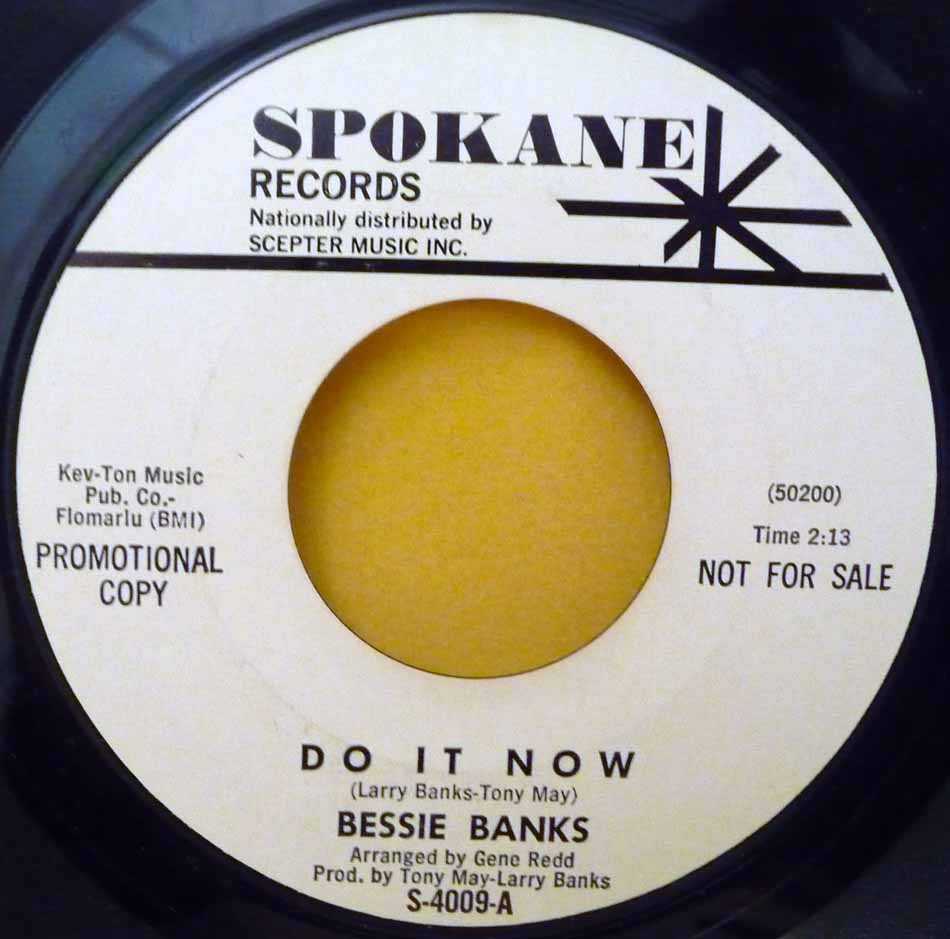 SPOKANE
RECORDS
Nationally distributed by
SCEPTER MUSIC INC.
Kev-Ton Music
Pub. Co.-
Flomarlu (BMI)
PROMOTIONAL
COPY
(50200)
Time 2:13
NOT FOR SALE
DO IT NOW
(Larry Banks-Tony May)
BESSIE BANKS
Arranged by Gene Redd
Prod. by Tony May-Larry Banks
S-4009-A